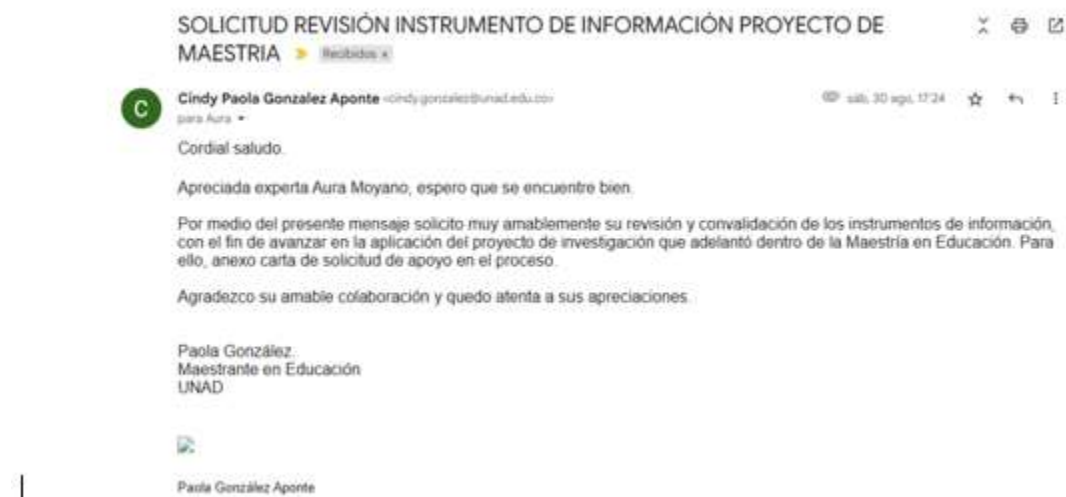 SOLICITUD REVISIÓN INSTRUMENTO DE INFORMACIÓN PROYECTO DE
MAESTRIA Recibidos x
C
Cindy Paola Gonzalez Aponte <cindy.gonzalez@unad.edu.co> sáb, 30 ago, 17:24
para Aura
Cordial saludo.
Apreciada experta Aura Moyano, espero que se encuentre bien.
Por medio del presente mensaje solicito muy amablemente su revisión y convalidación de los instrumentos de información,
con el fin de avanzar en la aplicación del proyecto de investigación que adelantó dentro de la Maestría en Educación. Para
ello, anexo carta de solicitud de apoyo en el proceso.
Agradezco su amable colaboración y quedo atenta a sus apreciaciones.
Paola González.
Maestrante en Educación
UNAD
Paola González Aponte